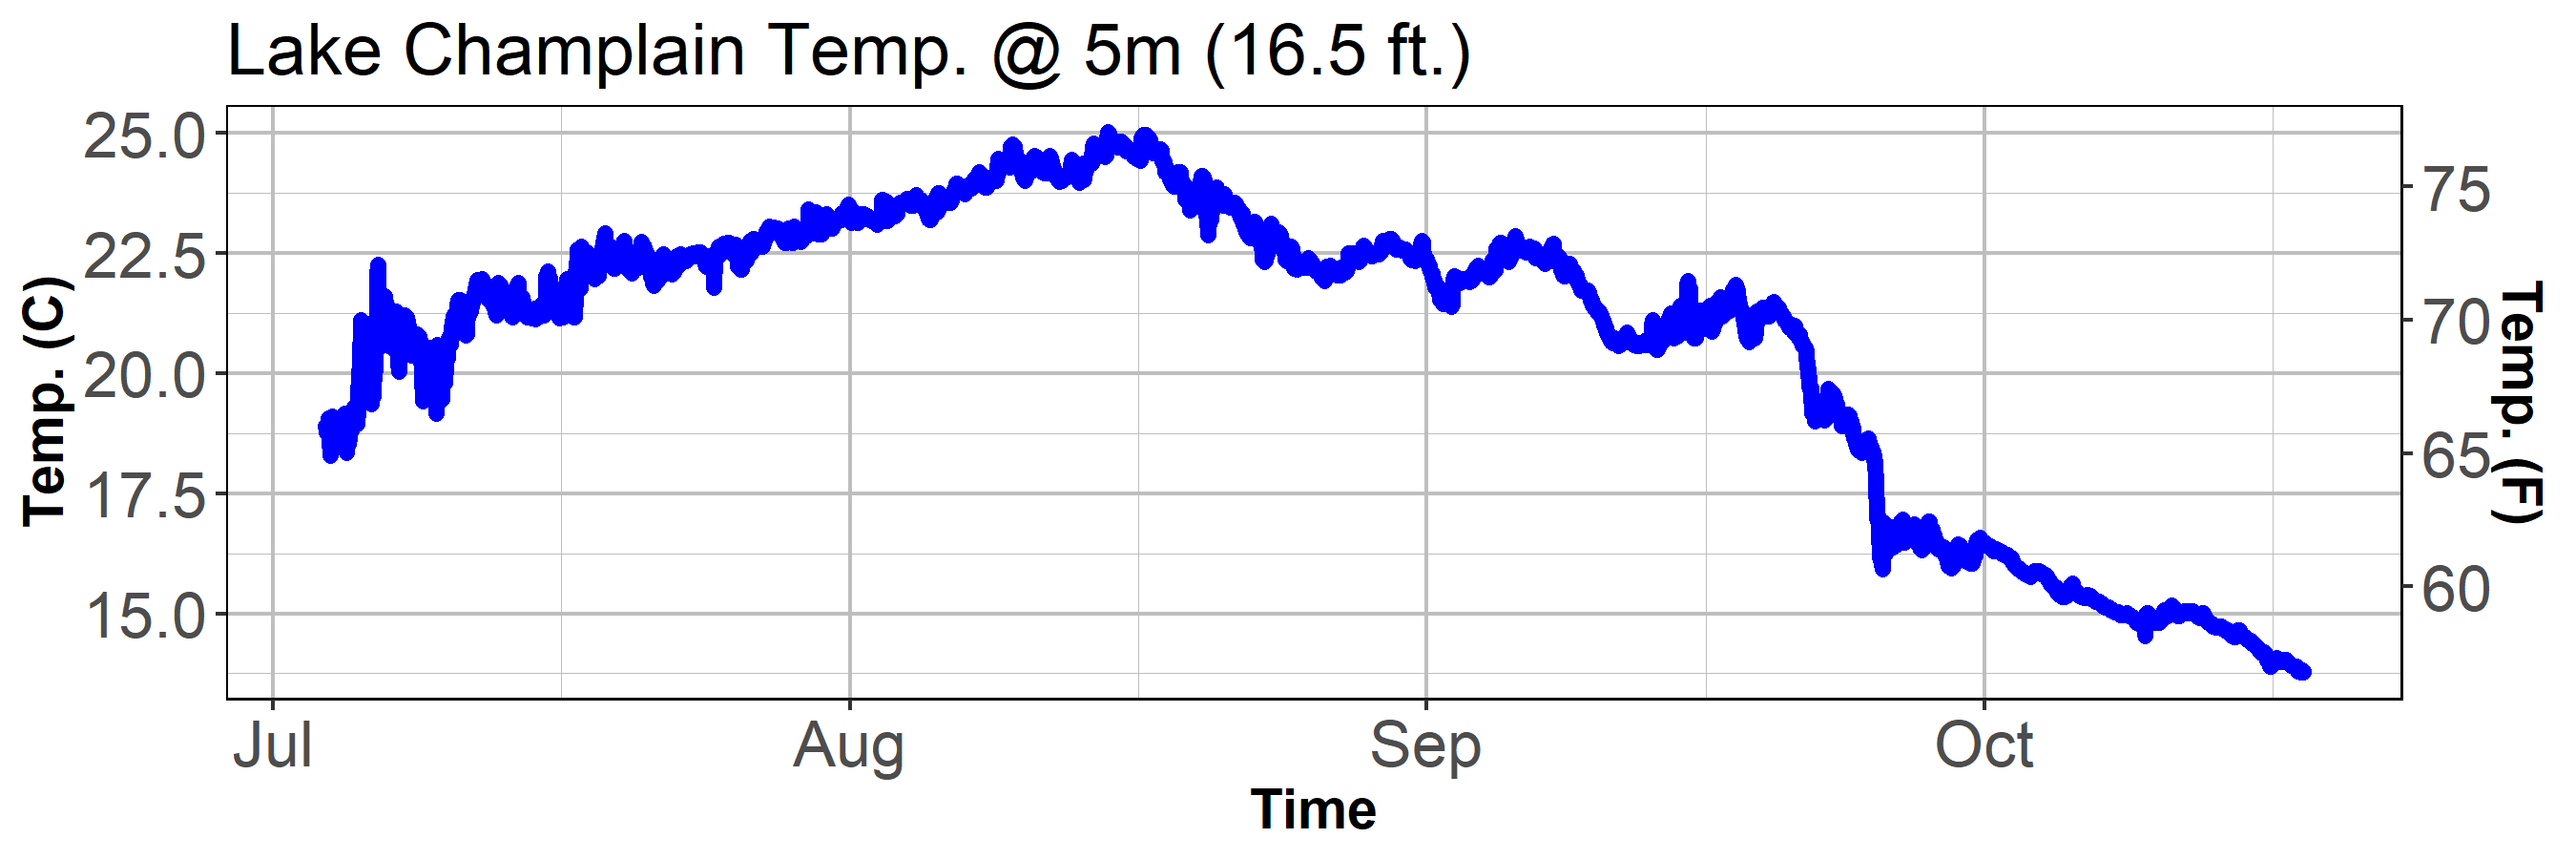 Lake Champlain Temp. @ 5m (16.5 ft.)
Temp. (C)
25.0
22.5
20.0
17.5
15.0
75
70
65
60
Temp. (F)
Jul Aug Sep Oct
Time